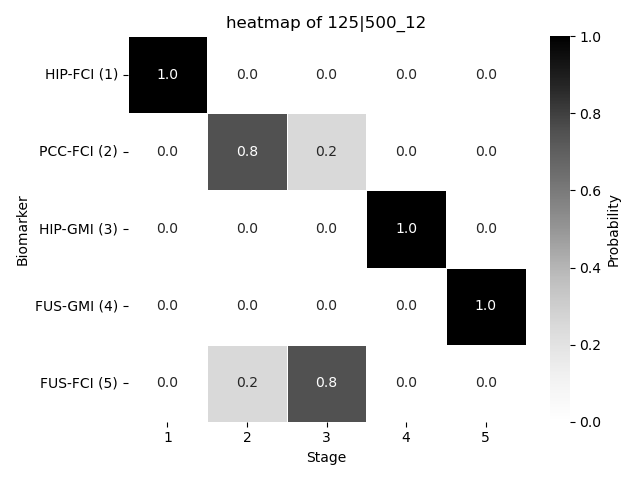 heatmap of 125|500_12
HIP-FCI (1) 1.0 0.0 0.0 0.0 0.0
PCC-FCI (2) 0.0 0.8 0.2 0.0 0.0
HIP-GMI (3) 0.0 0.0 0.0 1.0 0.0
FUS-GMI (4) 0.0 0.0 0.0 0.0 1.0
FUS-FCI (5) 0.0 0.2 0.8 0.0 0.0
1 2 3 4 5
Stage
Biomarker
1.0
0.8
0.6
0.4
0.2
0.0
Probability